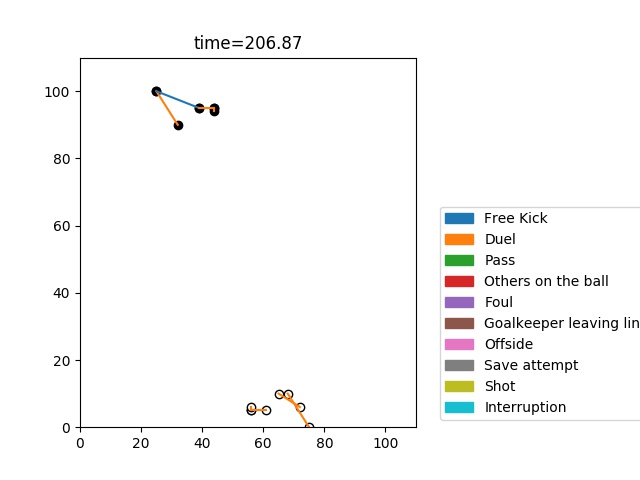 time=206.87
100
80
60
40
20
0
0 20 40 60 80 100
Free Kick
Duel
Pass
Others on the ball
Foul
Goalkeeper leaving lin
Offside
Save attempt
Shot
Interruption